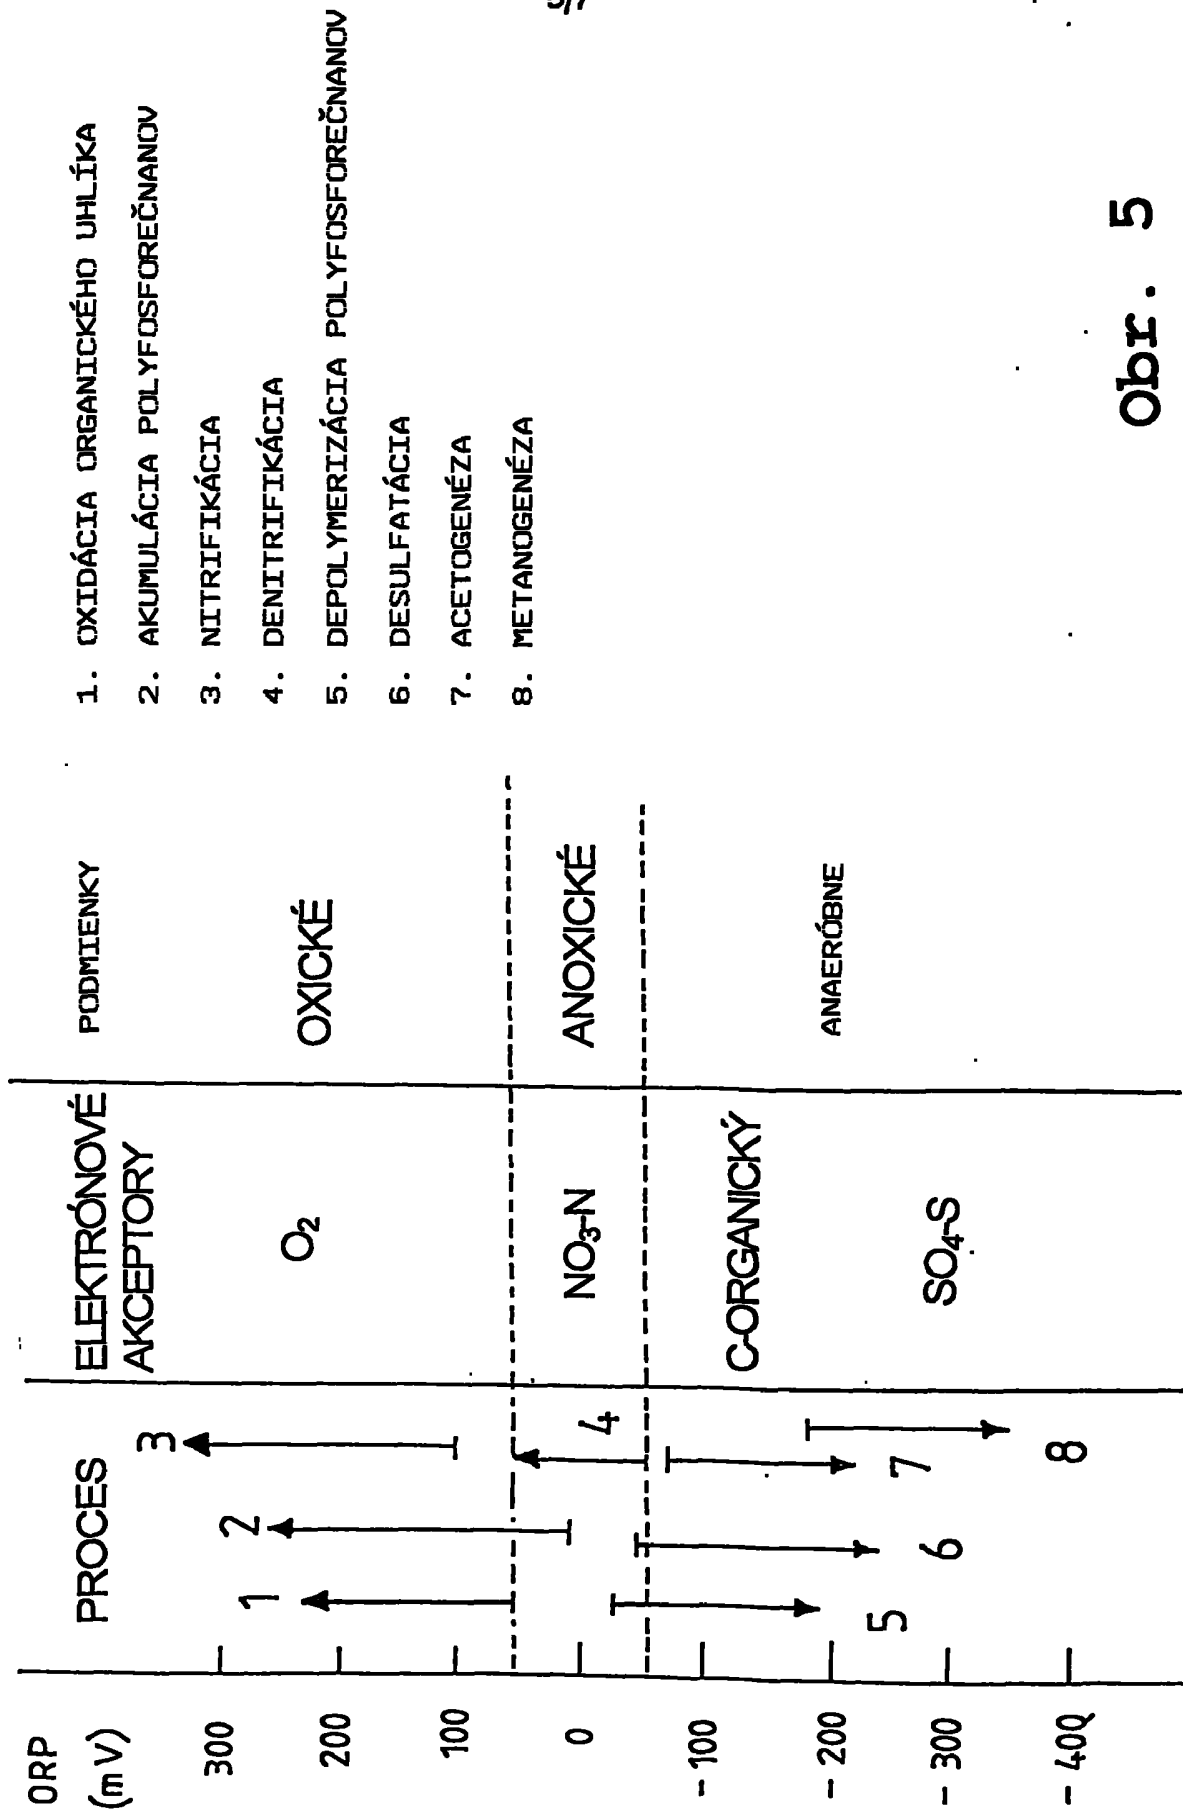 5/7
ORP
(mV)
PROCES
ELEKTRÓNOVÉ
AKCEPTORY
PODMIENKY
300
200
100
0
- 100
- 200
- 300
- 400
1
2
3
4
5
6
7
8
O₂
NO₃-N
C-ORGANICKÝ
SO₄-S
OXICKÉ
ANOXICKÉ
ANAERÓBNE
1. OXIDÁCIA ORGANICKÉHO UHLÍKA
2. AKUMULÁCIA POLYFOSFOREČNANOV
3. NITRIFIKÁCIA
4. DENITRIFIKÁCIA
5. DEPOLYMERIZÁCIA POLYFOSFOREČNANOV
6. DESULFATÁCIA
7. ACETOGENÉZA
8. METANOGENÉZA
Obr. 5